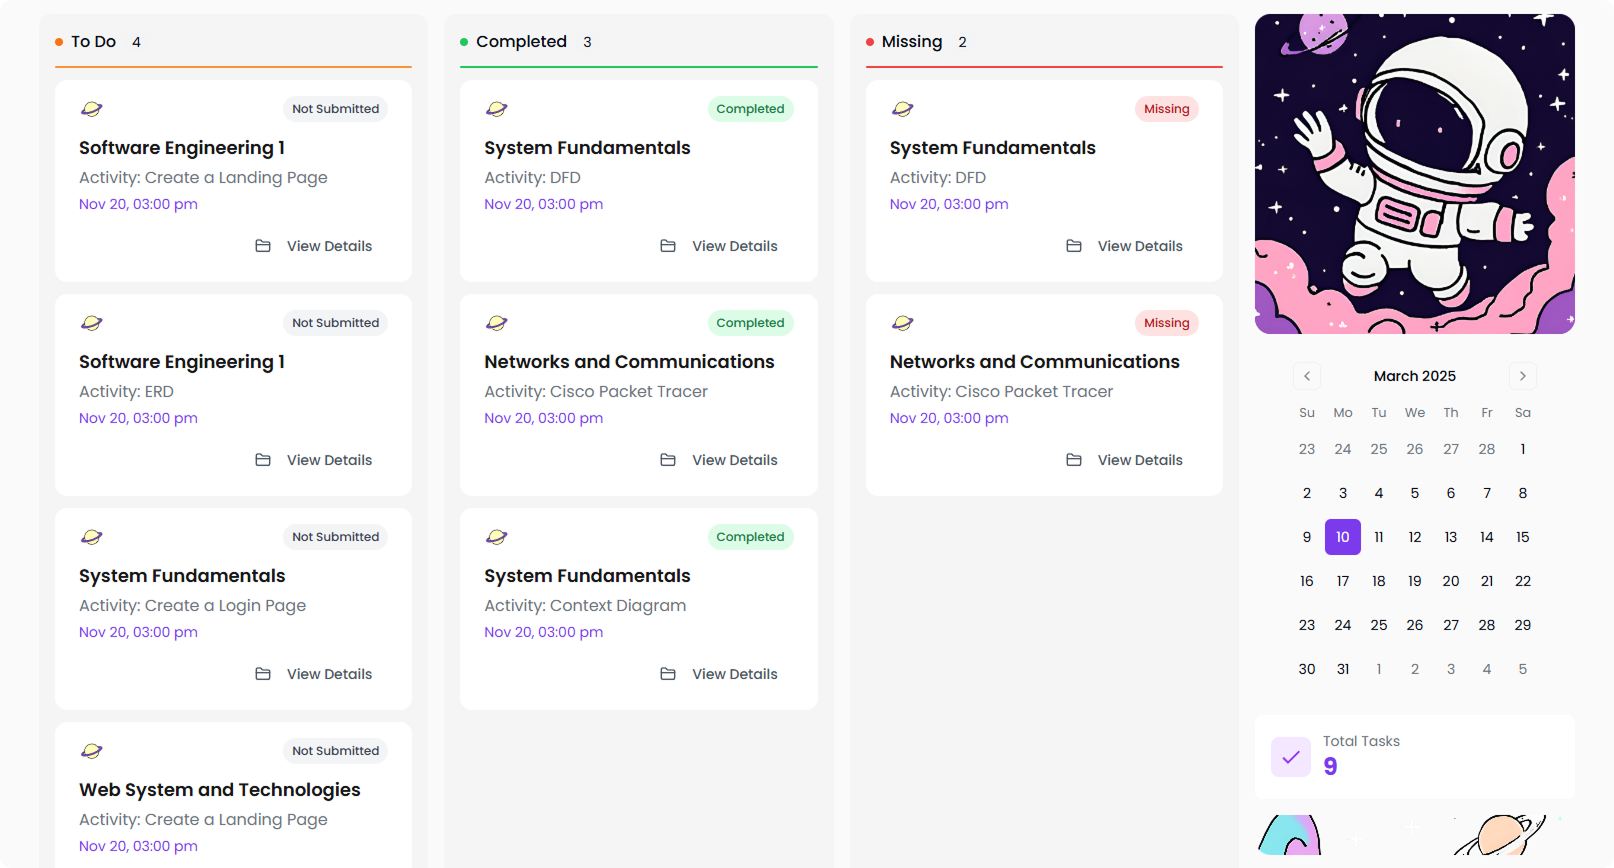 To Do 4
Not Submitted
Software Engineering 1
Activity: Create a Landing Page
Nov 20, 03:00 pm
View Details
Not Submitted
Software Engineering 1
Activity: ERD
Nov 20, 03:00 pm
View Details
Not Submitted
System Fundamentals
Activity: Create a Login Page
Nov 20, 03:00 pm
View Details
Not Submitted
Web System and Technologies
Activity: Create a Landing Page
Nov 20, 03:00 pm
Completed 3
Completed
System Fundamentals
Activity: DFD
Nov 20, 03:00 pm
View Details
Completed
Networks and Communications
Activity: Cisco Packet Tracer
Nov 20, 03:00 pm
View Details
Completed
System Fundamentals
Activity: Context Diagram
Nov 20, 03:00 pm
View Details
Missing 2
Missing
System Fundamentals
Activity: DFD
Nov 20, 03:00 pm
View Details
Missing
Networks and Communications
Activity: Cisco Packet Tracer
Nov 20, 03:00 pm
View Details
March 2025
Su Mo Tu We Th Fr Sa
23 24 25 26 27 28 1
2 3 4 5 6 7 8
9 10 11 12 13 14 15
16 17 18 19 20 21 22
23 24 25 26 27 28 29
30 31 1 2 3 4 5
Total Tasks
9